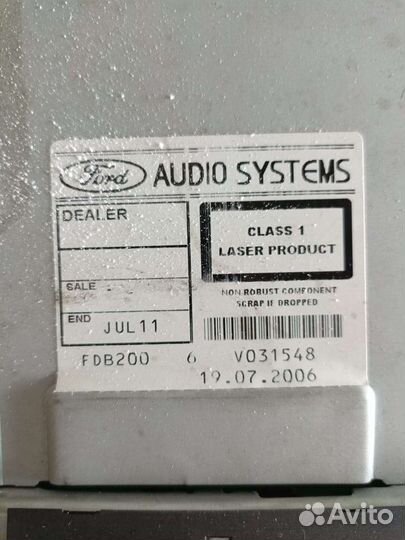 Ford AUDIO SYSTEMS
DEALER
CLASS 1
LASER PRODUCT
SALE
NON-ROBUST COMPONENT
SCRAP IF DROPPED
END JUL11
FDB200 6 V031548
19.07.2006
Avito